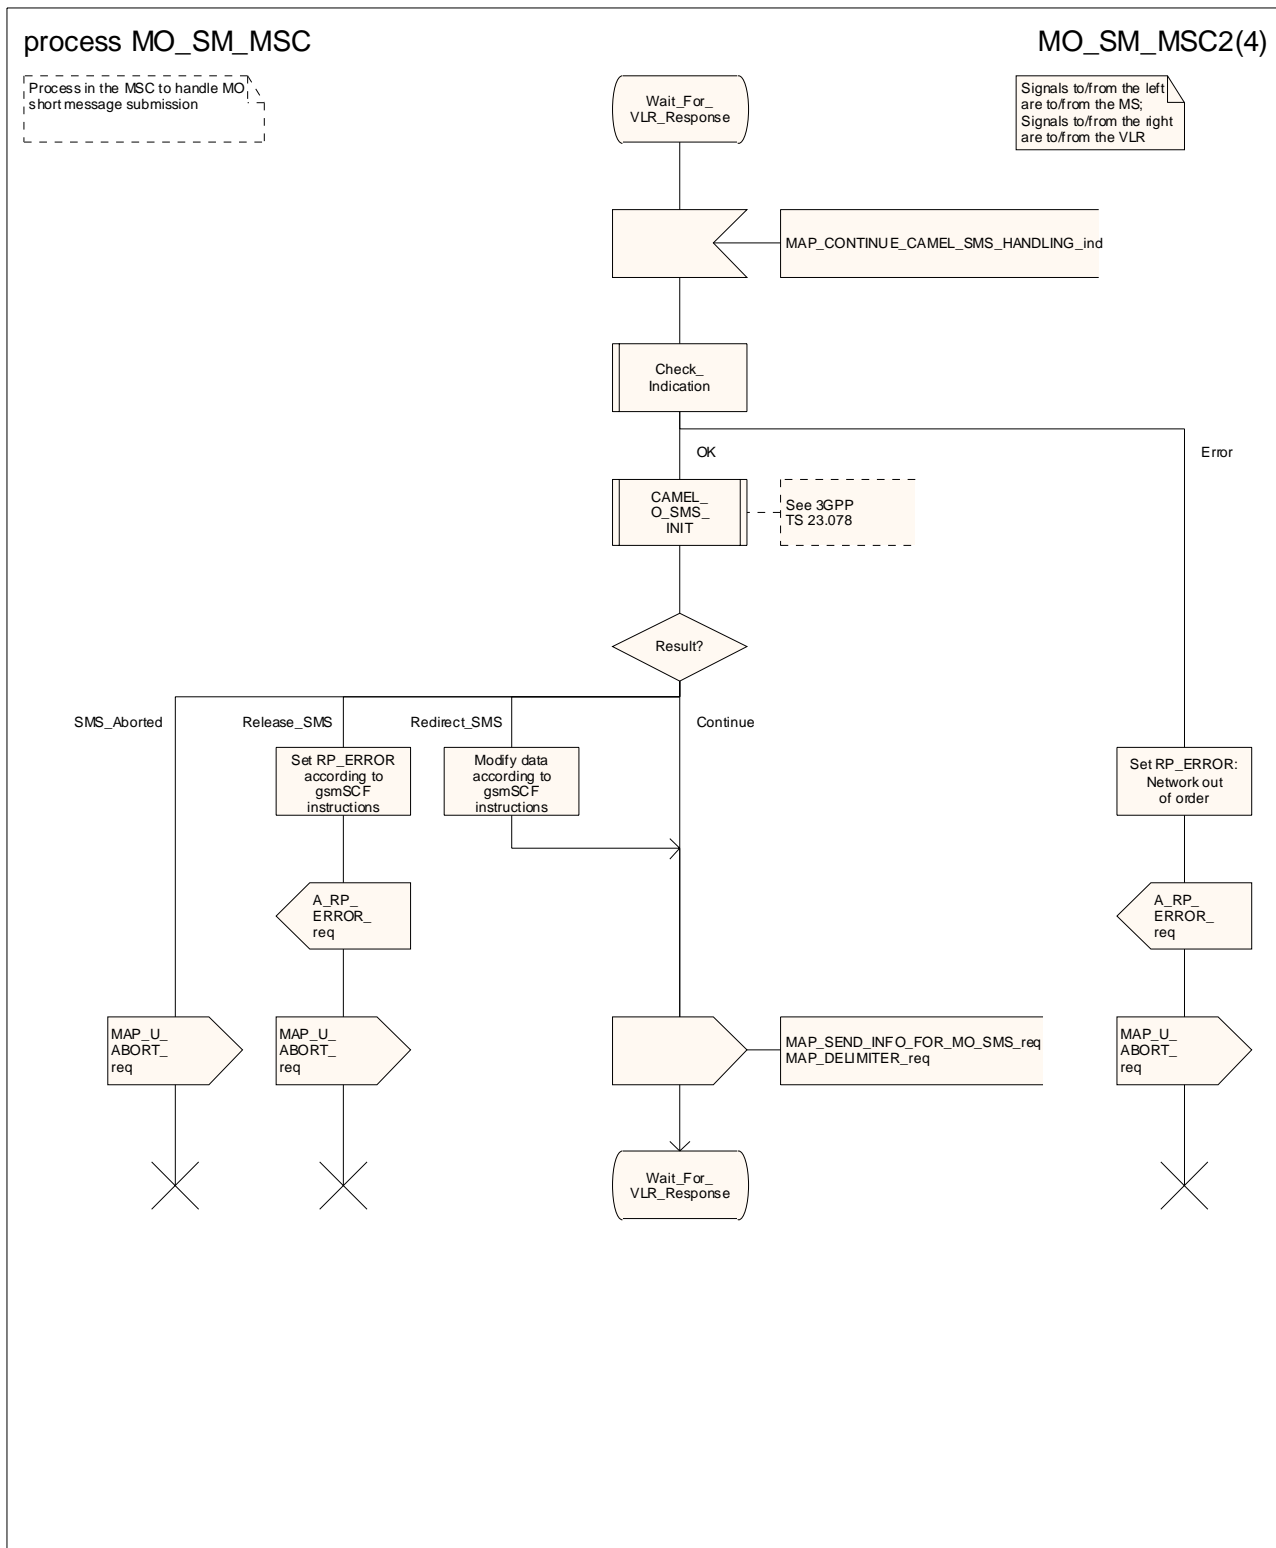 process MO_SM_MSC
MO_SM_MSC2(4)
Process in the MSC to handle MO
short message submission
Wait_For_
VLR_Response
Signals to/from the left
are to/from the MS;
Signals to/from the right
are to/from the VLR
MAP_CONTINUE_CAMEL_SMS_HANDLING_ind
Check_
Indication
OK
Error
CAMEL_
O_SMS_
INIT
See 3GPP
TS 23.078
Result?
SMS_Aborted
Release_SMS
Redirect_SMS
Continue
Set RP_ERROR
according to
gsmSCF
instructions
Modify data
according to
gsmSCF
instructions
Set RP_ERROR:
Network out
of order
A_RP_
ERROR_
req
A_RP_
ERROR_
req
MAP_U_
ABORT_
req
MAP_U_
ABORT_
req
MAP_SEND_INFO_FOR_MO_SMS_req
MAP_DELIMITER_req
MAP_U_
ABORT_
req
Wait_For_
VLR_Response